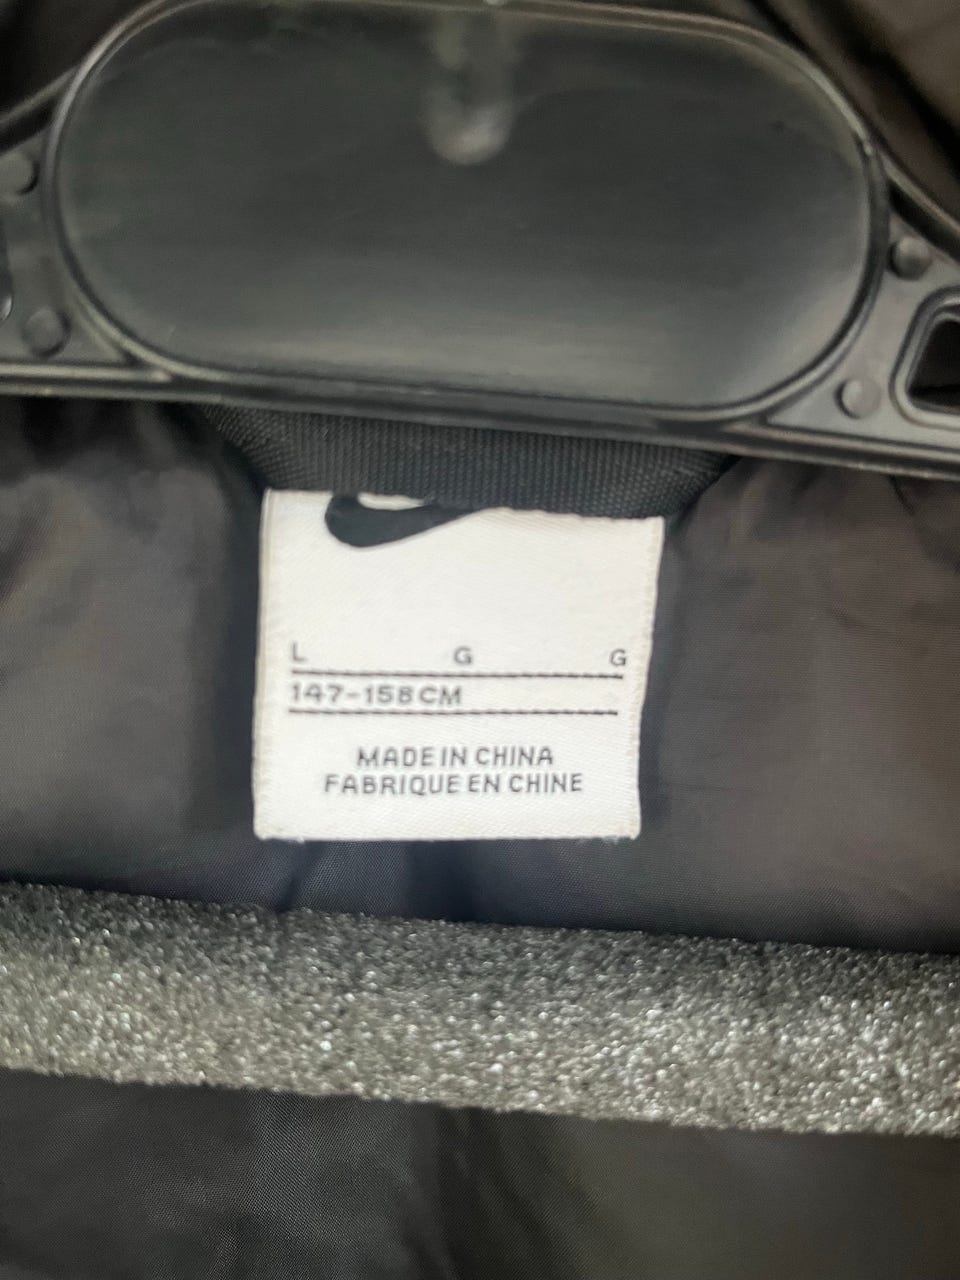 L G G
147-158CM
MADE IN CHINA
FABRIQUE EN CHINE